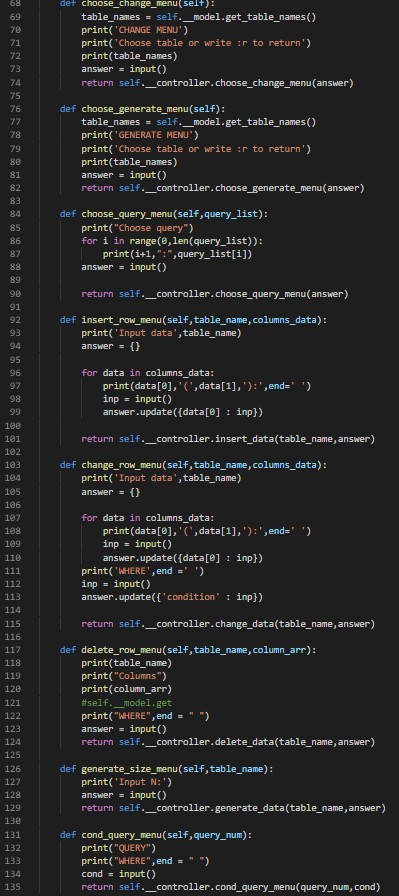 68 def choose_change_menu(self):
69 table_names = self.__model.get_table_names()
70 print('CHANGE MENU')
71 print('Choose table or write :r to return')
72 print(table_names)
73 answer = input()
74 return self.__controller.choose_change_menu(answer)
75
76 def choose_generate_menu(self):
77 table_names = self.__model.get_table_names()
78 print('GENERATE MENU')
79 print('Choose table or write :r to return')
80 print(table_names)
81 answer = input()
82 return self.__controller.choose_generate_menu(answer)
83
84 def choose_query_menu(self,query_list):
85 print("Choose query")
86 for i in range(0,len(query_list)):
87 print(i+1,":",query_list[i])
88 answer = input()
89
90 return self.__controller.choose_query_menu(answer)
91
92 def insert_row_menu(self,table_name,columns_data):
93 print('Input data',table_name)
94 answer = {}
95
96 for data in columns_data:
97 print(data[0],'(',data[1],'):',end=' ')
98 inp = input()
99 answer.update({data[0] : inp})
100
101 return self.__controller.insert_data(table_name,answer)
102
103 def change_row_menu(self,table_name,columns_data):
104 print('Input data',table_name)
105 answer = {}
106
107 for data in columns_data:
108 print(data[0],'(',data[1],'):',end=' ')
109 inp = input()
110 answer.update({data[0] : inp})
111 print('WHERE',end =' ')
112 inp = input()
113 answer.update({'condition' : inp})
114
115 return self.__controller.change_data(table_name,answer)
116
117 def delete_row_menu(self,table_name,column_arr):
118 print(table_name)
119 print("Columns")
120 print(column_arr)
121 #self.__model.get
122 print("WHERE",end = " ")
123 answer = input()
124 return self.__controller.delete_data(table_name,answer)
125
126 def generate_size_menu(self,table_name):
127 print('Input N:')
128 answer = input()
129 return self.__controller.generate_data(table_name,answer)
130
131 def cond_query_menu(self,query_num):
132 print("QUERY")
133 print("WHERE",end = " ")
134 cond = input()
135 return self.__controller.cond_query_menu(query_num,cond)